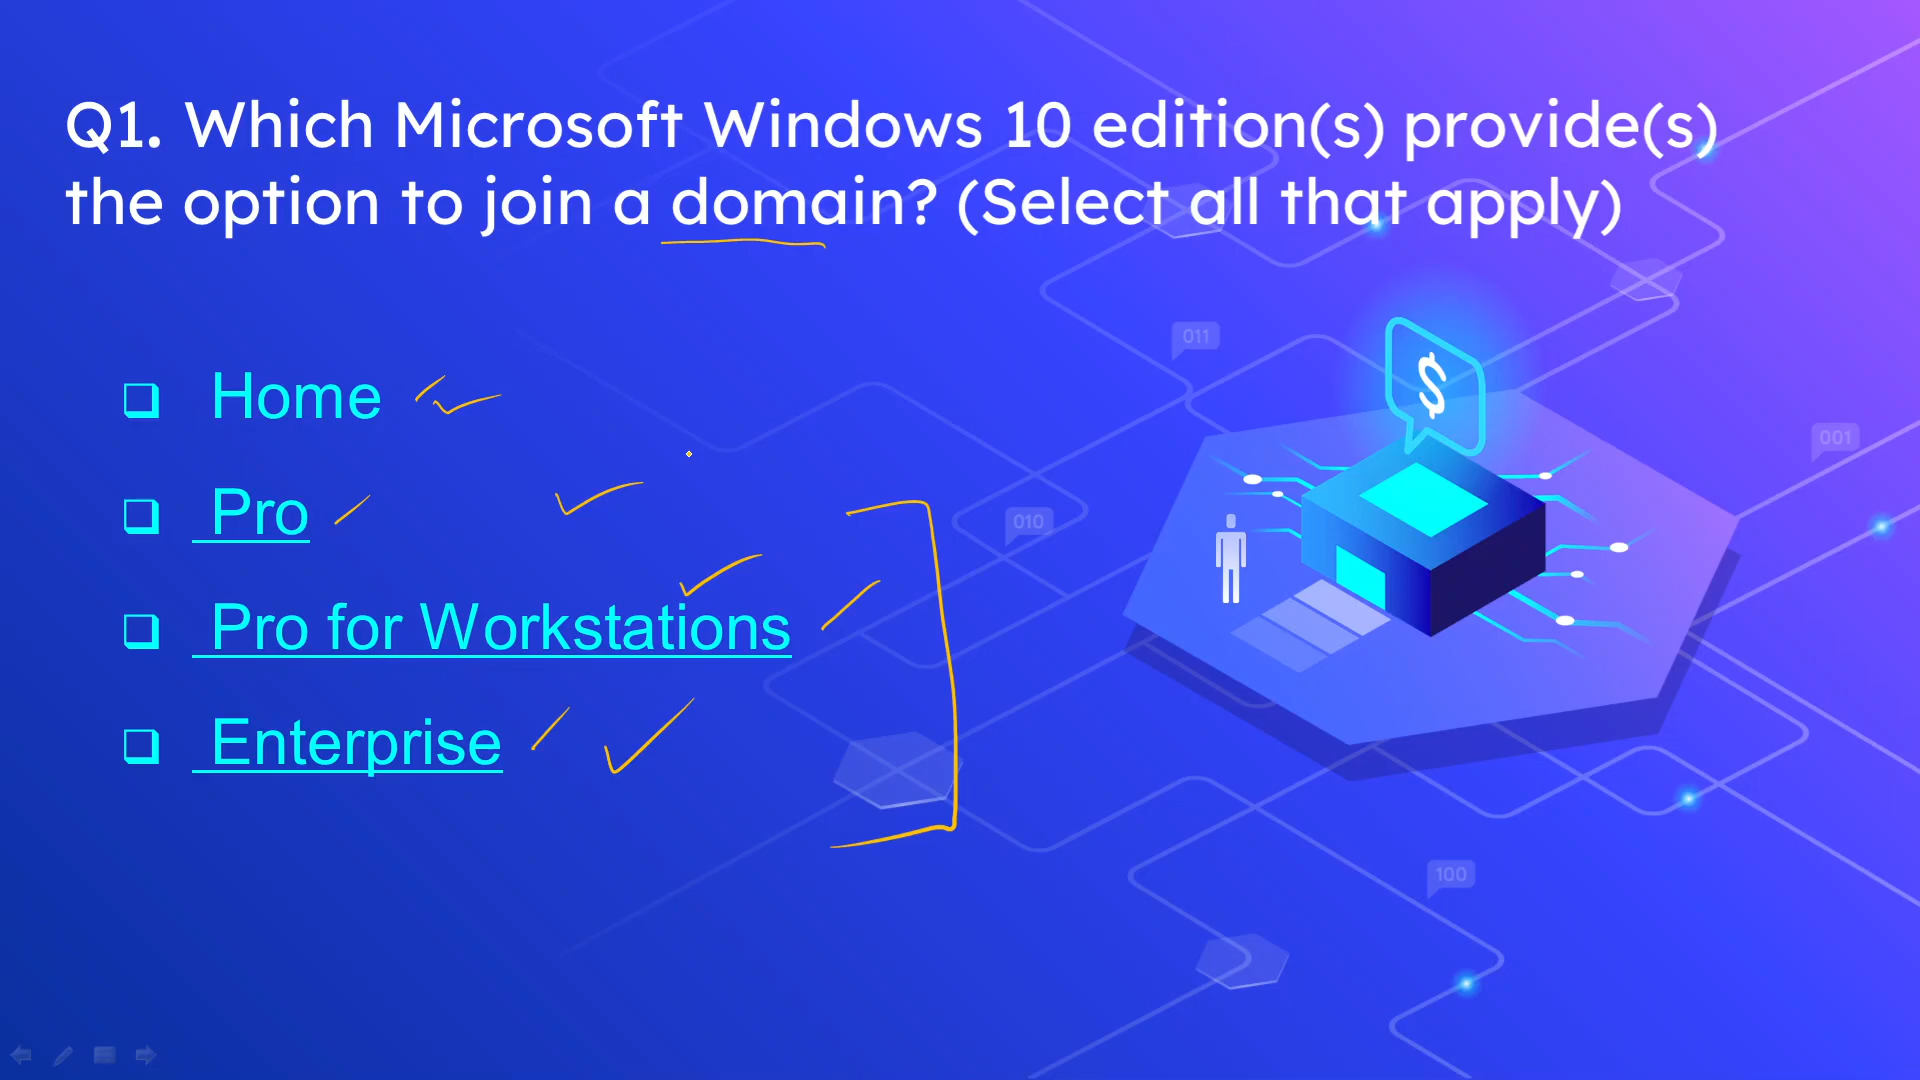 Q1. Which Microsoft Windows 10 edition(s) provide(s)
the option to join a domain? (Select all that apply)
Home
Pro
Pro for Workstations
Enterprise
$
011
001
010
100